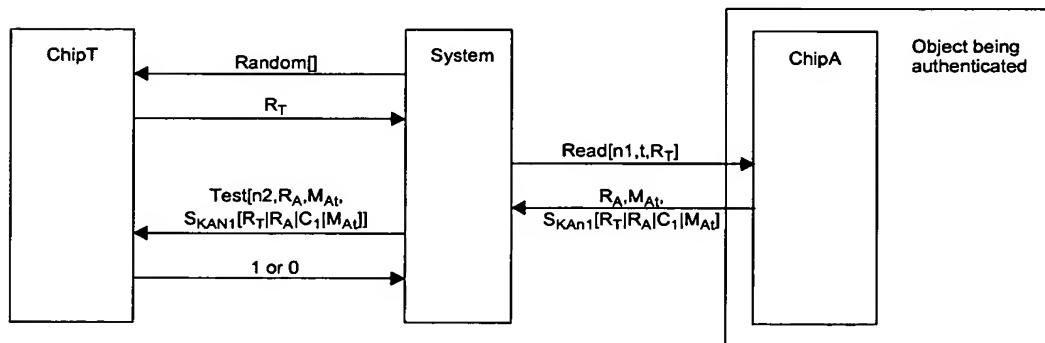 ChipT
System
ChipA
Object being
authenticated
Random[]
R_T
Read[n1,t,R_T]
Test[n2,R_A,M_At,
S_KAN1[R_T|R_A|C_1|M_At]]
R_A,M_At,
S_KAn1[R_T|R_A|C_1|M_At]
1 or 0